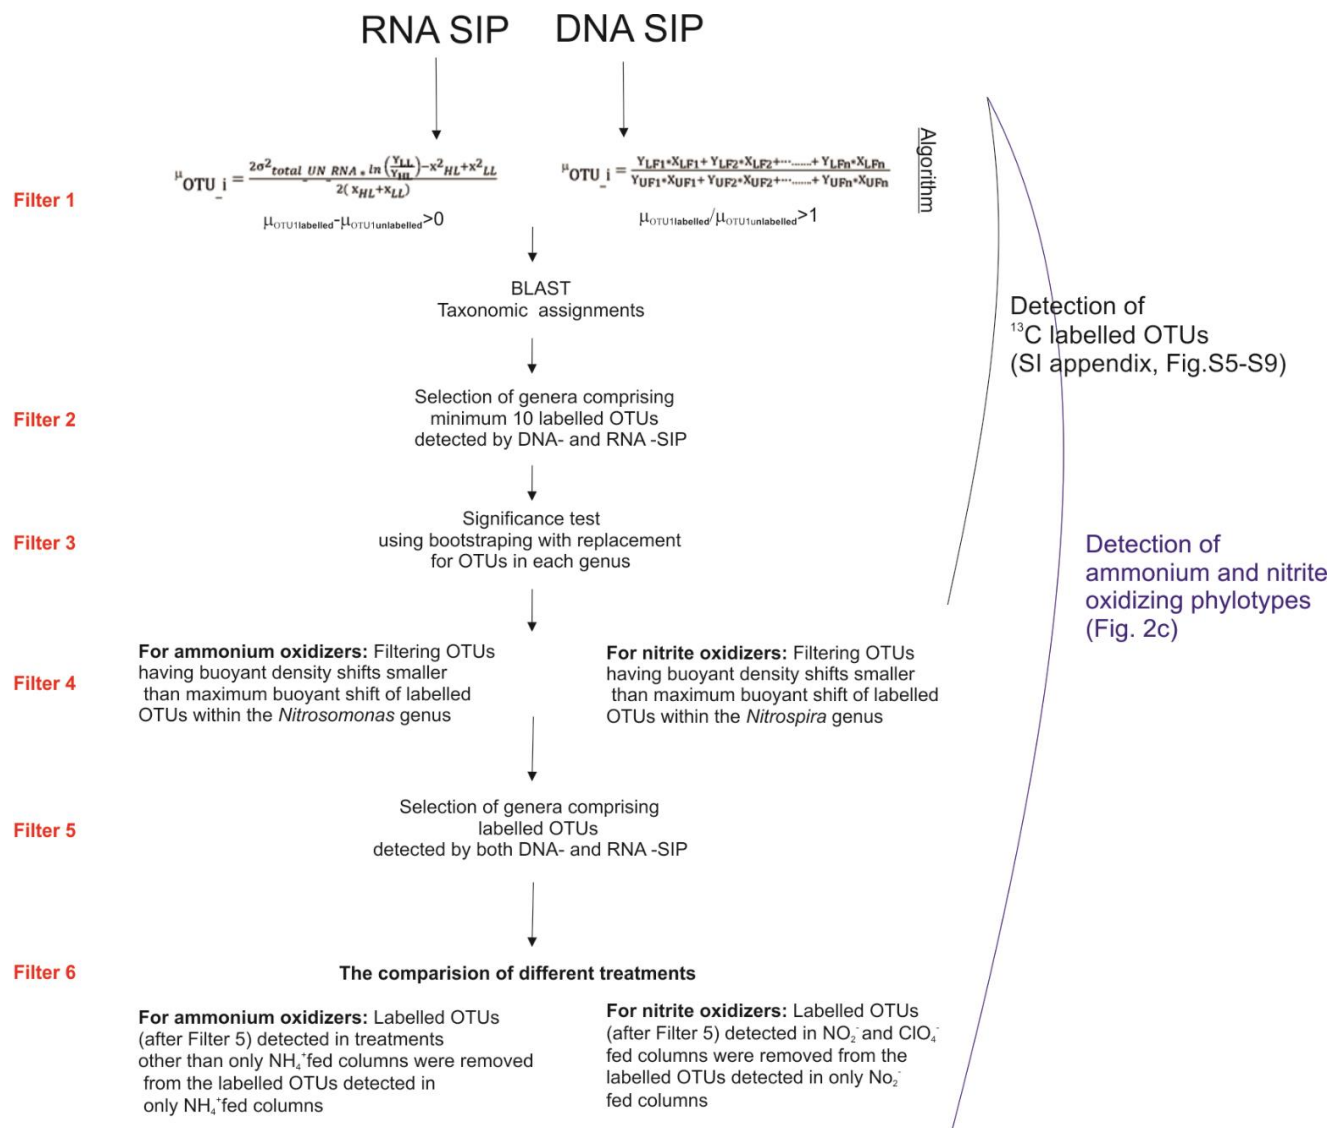 RNA SIP DNA SIP
Algorithm
Filter 1
μOTU_i = 2σ²total_UN_RNA * ln(YLL/YHL) − x²HL + x²LL / 2(xHL + xLL)
μOTU_i = YLF1*XLF1 + YLF2*XLF2 + ......... + YLFn*XLFn / YUF1*XUF1 + YUF2*XUF2 + ......... + YUFn*XUFn
μOTU1labelled-μOTU1unlabelled>0
μOTU1labelled/μOTU1unlabelled>1
BLAST
Taxonomic assignments
Detection of
¹³C labelled OTUs
(SI appendix, Fig.S5-S9)
Filter 2
Selection of genera comprising
minimum 10 labelled OTUs
detected by DNA- and RNA -SIP
Filter 3
Significance test
using bootstraping with replacement
for OTUs in each genus
Detection of
ammonium and nitrite
oxidizing phylotypes
(Fig. 2c)
Filter 4
For ammonium oxidizers: Filtering OTUs
having buoyant density shifts smaller
than maximum buoyant shift of labelled
OTUs within the Nitrosomonas genus
For nitrite oxidizers: Filtering OTUs
having buoyant density shifts smaller
than maximum buoyant shift of labelled
OTUs within the Nitrospira genus
Filter 5
Selection of genera comprising
labelled OTUs
detected by both DNA- and RNA -SIP
Filter 6
The comparision of different treatments
For ammonium oxidizers: Labelled OTUs
(after Filter 5) detected in treatments
other than only NH₄⁺fed columns were removed
from the labelled OTUs detected in
only NH₄⁺fed columns
For nitrite oxidizers: Labelled OTUs
(after Filter 5) detected in NO₂⁻ and ClO₄⁻
fed columns were removed from the
labelled OTUs detected in only No₂⁻
fed columns